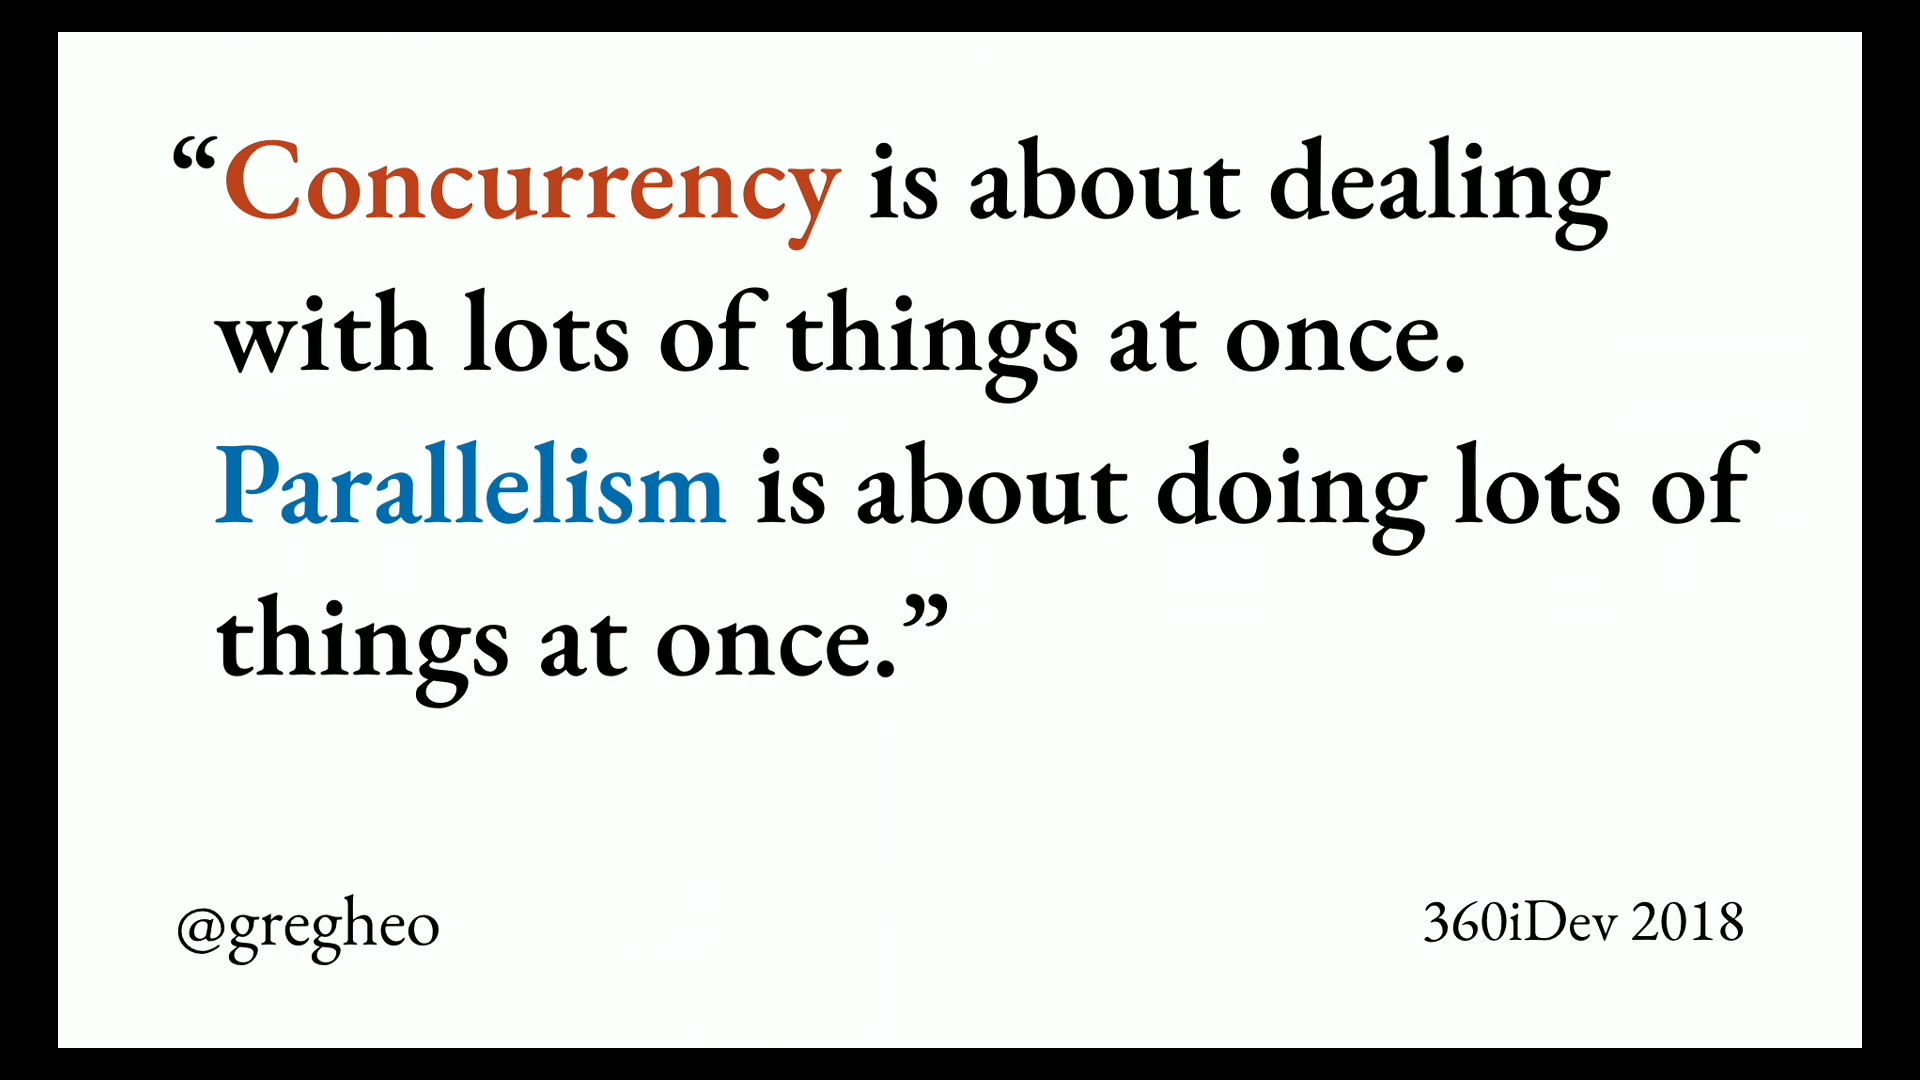 “Concurrency is about dealing
with lots of things at once.
Parallelism is about doing lots of
things at once.”
@gregheo
360iDev 2018